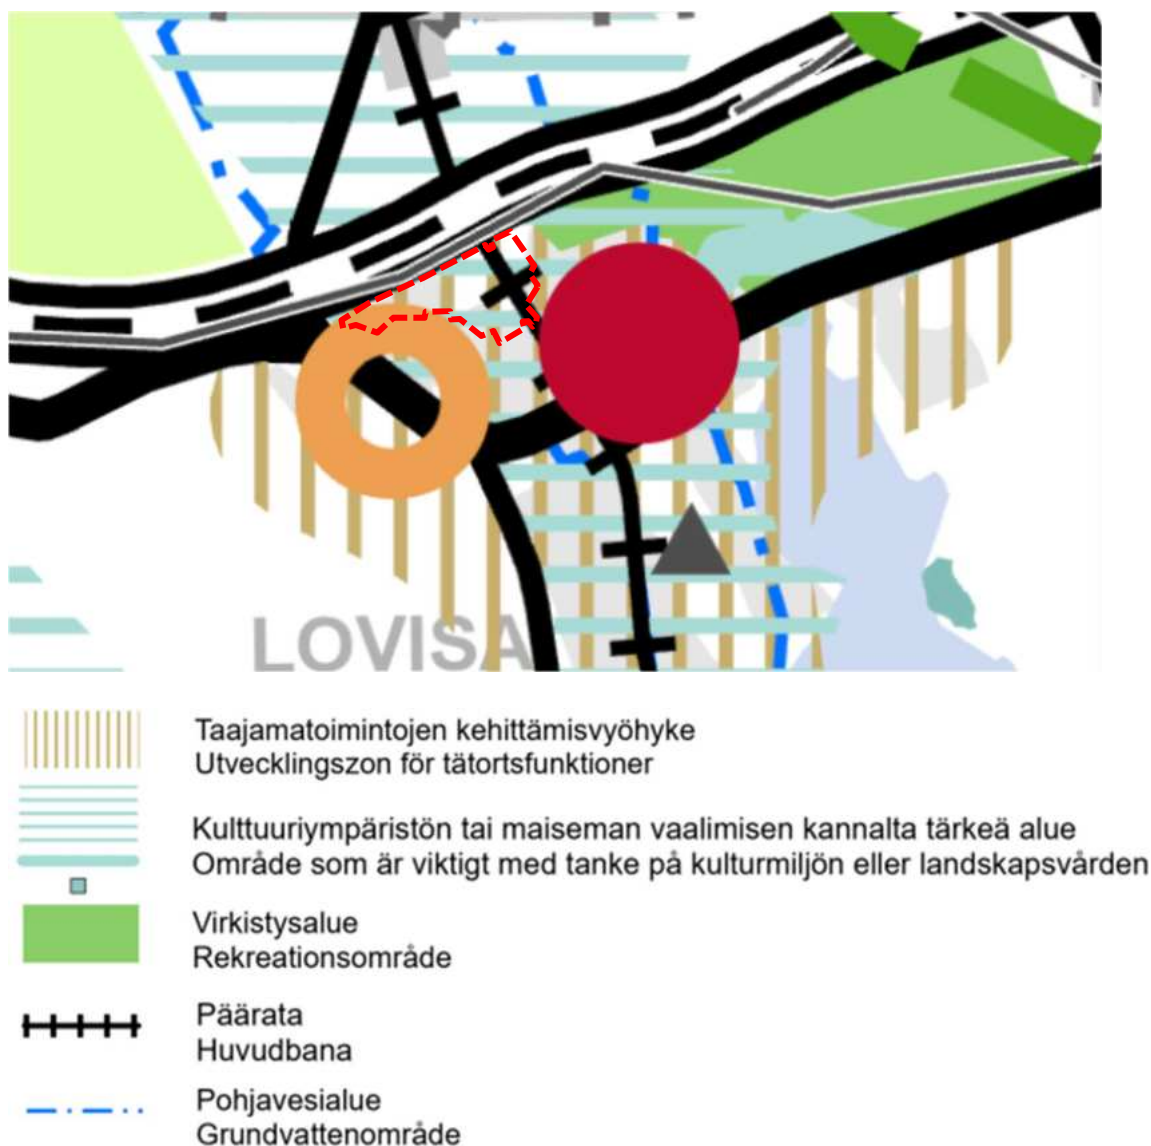 LOVISA
Taajamatoimintojen kehittämisvyöhyke
Utvecklingszon för tätortsfunktioner
Kulttuuriympäristön tai maiseman vaalimisen kannalta tärkeä alue
Område som är viktigt med tanke på kulturmiljön eller landskapsvården
Virkistysalue
Rekreationsområde
Päärata
Huvudbana
Pohjavesialue
Grundvattenområde